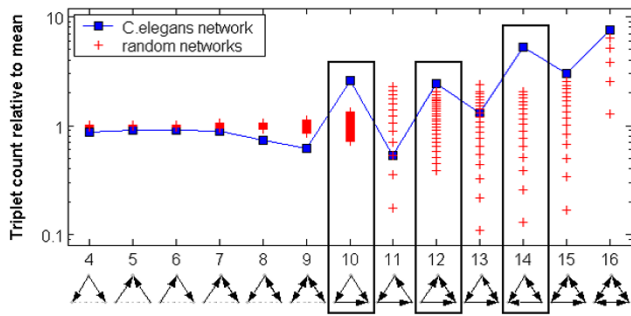 10
C.elegans network
random networks
1
0.1
Triplet count relative to mean
4 5 6 7 8 9 10 11 12 13 14 15 16